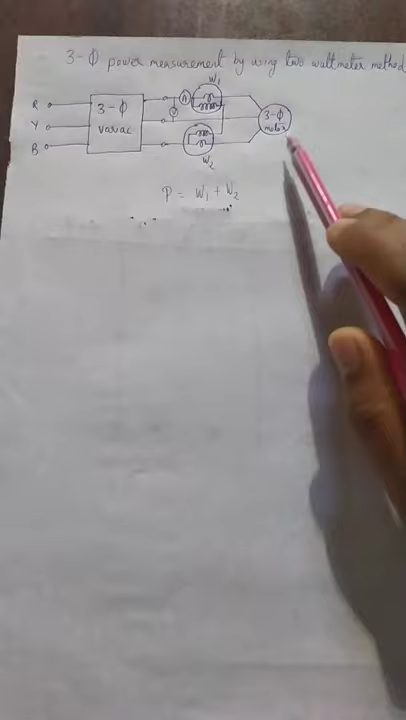 3-Φ power measurement by using two wattmeter method
W1
R
Y
B
3-Φ
variac
A
V
3-Φ
motor
W2
P = W1 + W2